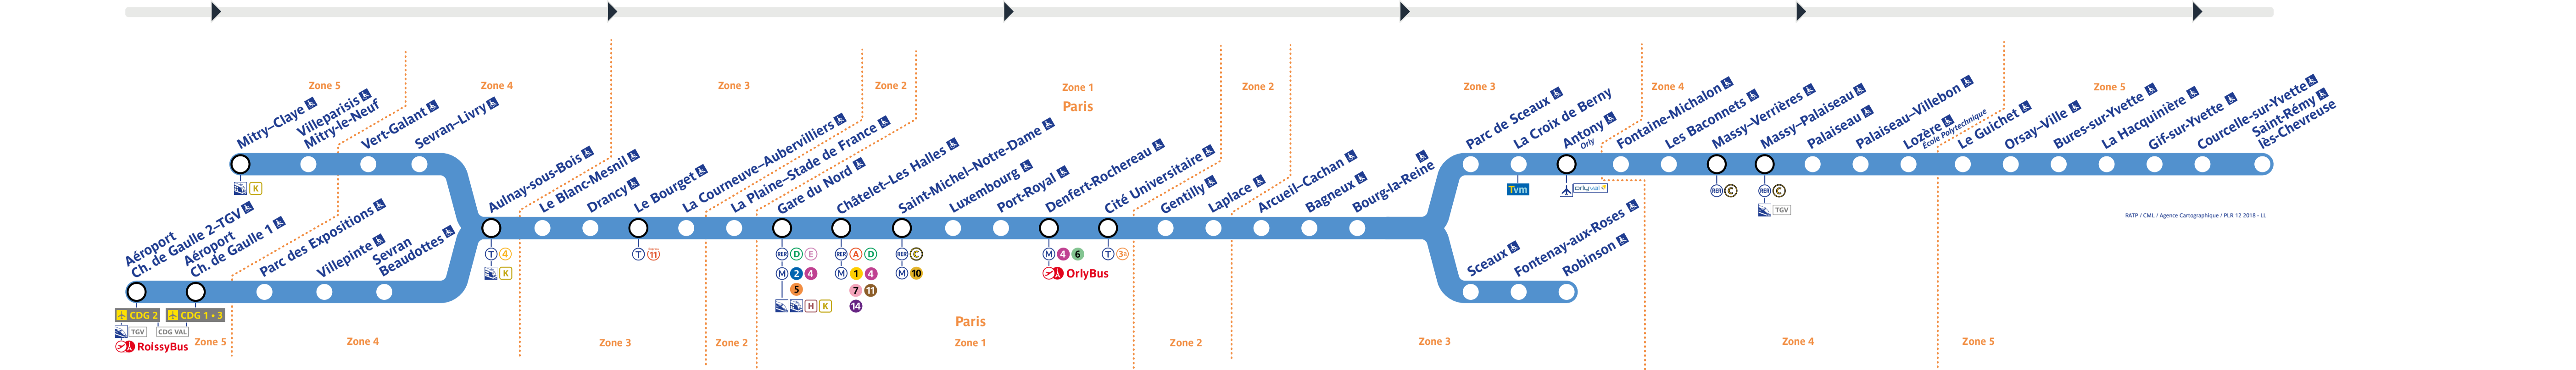 Zone 5
Zone 4
Zone 3
Zone 2
Zone 1
Paris
Zone 2
Zone 3
Zone 4
Zone 5
Mitry–Claye
Villeparisis
Mitry-le-Neuf
Vert-Galant
Sevran–Livry
K
Aéroport
Ch. de Gaulle 2–TGV
Aéroport
Ch. de Gaulle 1
Parc des Expositions
Villepinte
Sevran
Beaudottes
CDG 2
CDG 1 • 3
TGV
CDG VAL
RoissyBus
Aulnay-sous-Bois
T 4
K
Le Blanc-Mesnil
Drancy
Le Bourget
T 11
La Courneuve–Aubervilliers
La Plaine–Stade de France
Gare du Nord
RER D E
M 2 4
5
H K
Châtelet–Les Halles
RER A D
M 1 4
7 11
14
Saint-Michel–Notre-Dame
RER C
M 10
Luxembourg
Port-Royal
Denfert-Rochereau
M 4 6
OrlyBus
Cité Universitaire
T 3a
Gentilly
Laplace
Arcueil–Cachan
Bagneux
Bourg-la-Reine
Parc de Sceaux
La Croix de Berny
Tvm
Antony
Orly
orlyval
Fontaine-Michalon
Les Baconnets
Massy–Verrières
RER C
Massy–Palaiseau
RER C
TGV
Palaiseau
Palaiseau–Villebon
Lozère
École Polytechnique
Le Guichet
Orsay–Ville
Bures-sur-Yvette
La Hacquinière
Gif-sur-Yvette
Courcelle-sur-Yvette
Saint-Rémy
lès-Chevreuse
Sceaux
Fontenay-aux-Roses
Robinson
RATP / CML / Agence Cartographique / PLR 12 2018 - LL
Zone 5
Zone 4
Zone 3
Zone 2
Paris
Zone 1
Zone 2
Zone 3
Zone 4
Zone 5